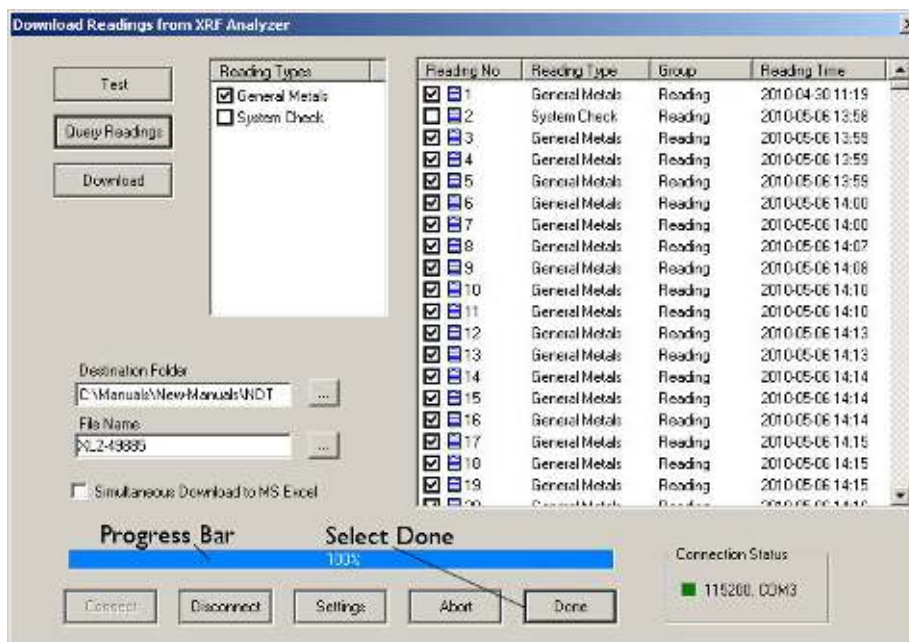 Download Readings from XRF Analyzer
Test
Query Readings
Download
Reading Types
General Metals
System Check
Reading No Reading Type Group Reading Time
1 General Metals Reading 2010-04-30 11:19
2 System Check Reading 2010-05-06 13:58
3 General Metals Reading 2010-05-06 13:59
4 General Metals Reading 2010-05-06 13:59
5 General Metals Reading 2010-05-06 13:59
6 General Metals Reading 2010-05-06 14:00
7 General Metals Reading 2010-05-06 14:00
8 General Metals Reading 2010-05-06 14:07
9 General Metals Reading 2010-05-06 14:08
10 General Metals Reading 2010-05-06 14:10
11 General Metals Reading 2010-05-06 14:10
12 General Metals Reading 2010-05-06 14:13
13 General Metals Reading 2010-05-06 14:13
14 General Metals Reading 2010-05-06 14:14
15 General Metals Reading 2010-05-06 14:14
16 General Metals Reading 2010-05-06 14:14
17 General Metals Reading 2010-05-06 14:15
18 General Metals Reading 2010-05-06 14:15
19 General Metals Reading 2010-05-06 14:15
Destination Folder
C:\Manuals\New-Manuals\NDT ...
File Name
XL2-49885 ...
Simultaneous Download to MS Excel
Progress Bar Select Done
100%
Connect Disconnect Settings Abort Done
Connection Status
115200, COM3